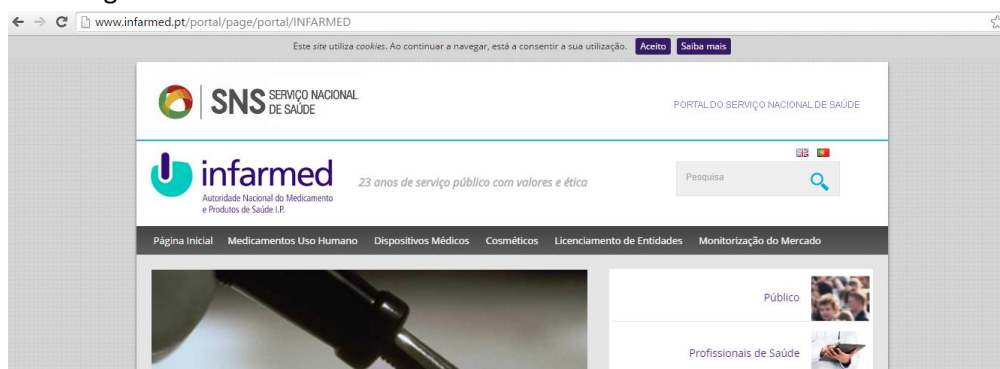 www.infarmed.pt/portal/page/portal/INFARMED
Este site utiliza cookies. Ao continuar a navegar, está a consentir a sua utilização. Aceito Saiba mais
SNS SERVIÇO NACIONAL
DE SAÚDE
PORTAL DO SERVIÇO NACIONAL DE SAÚDE
infarmed
Autoridade Nacional do Medicamento
e Produtos de Saúde I.P.
23 anos de serviço público com valores e ética
Pesquisa
Página Inicial Medicamentos Uso Humano Dispositivos Médicos Cosméticos Licenciamento de Entidades Monitorização do Mercado
Público
Profissionais de Saúde